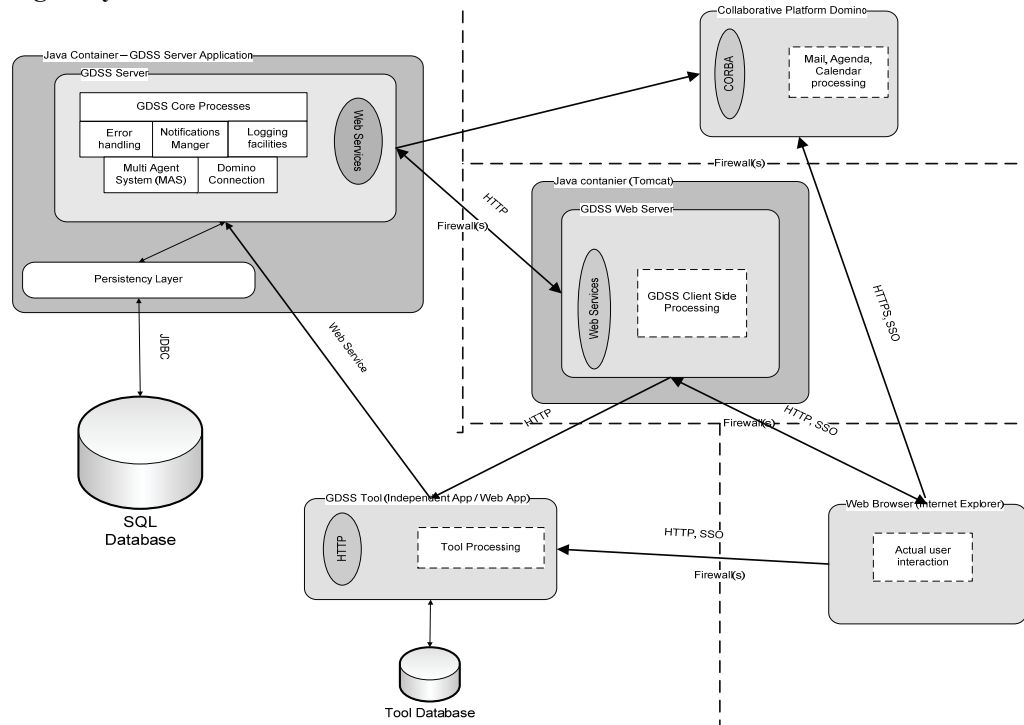 Collaborative Platform Domino
Java Container – GDSS Server Application
GDSS Server
GDSS Core Processes
Error
handling
Notifications
Manger
Logging
facilities
Multi Agent
System (MAS)
Domino
Connection
Web Services
CORBA
Mail, Agenda,
Calendar
processing
Firewall(s)
HTTP
Firewall(s)
Java contanier (Tomcat)
GDSS Web Server
Web Services
GDSS Client Side
Processing
Persistency Layer
JDBC
Web Service
HTTPS, SSO
HTTP
HTTP, SSO
Firewall(s)
SQL
Database
GDSS Tool (Independent App / Web App)
HTTP
Tool Processing
HTTP, SSO
Firewall(s)
Web Browser (Internet Explorer)
Actual user
interaction
Tool Database